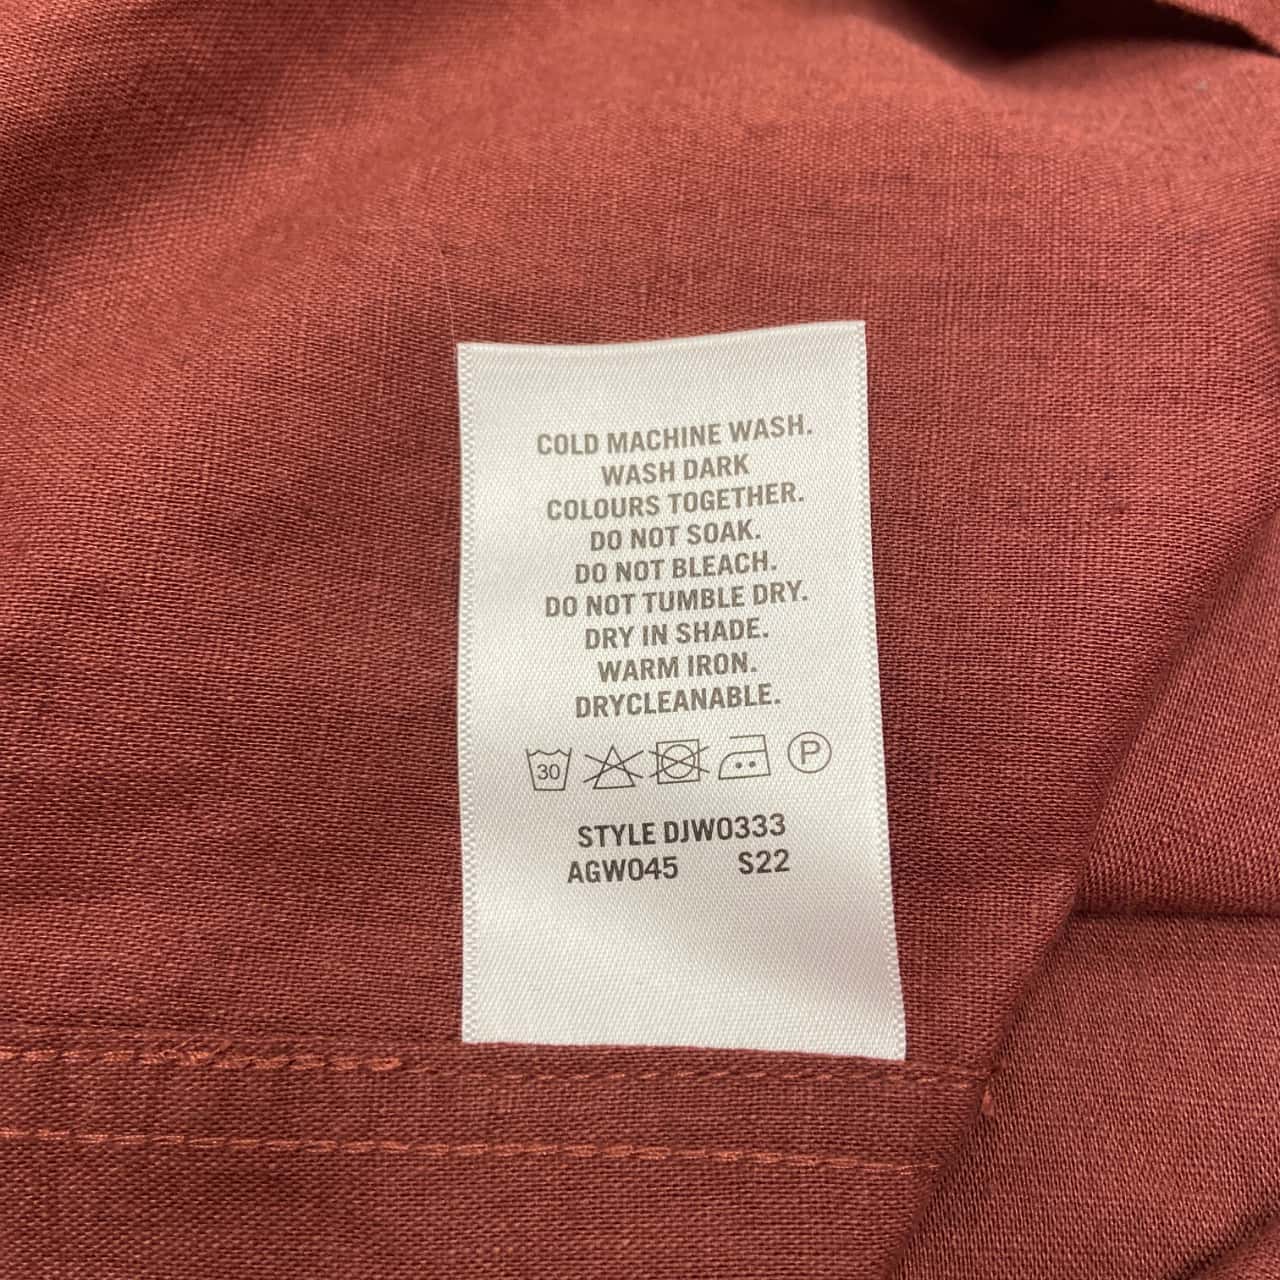 COLD MACHINE WASH.
WASH DARK
COLOURS TOGETHER.
DO NOT SOAK.
DO NOT BLEACH.
DO NOT TUMBLE DRY.
DRY IN SHADE.
WARM IRON.
DRYCLEANABLE.
30 P
STYLE DJW0333
AGW045 S22